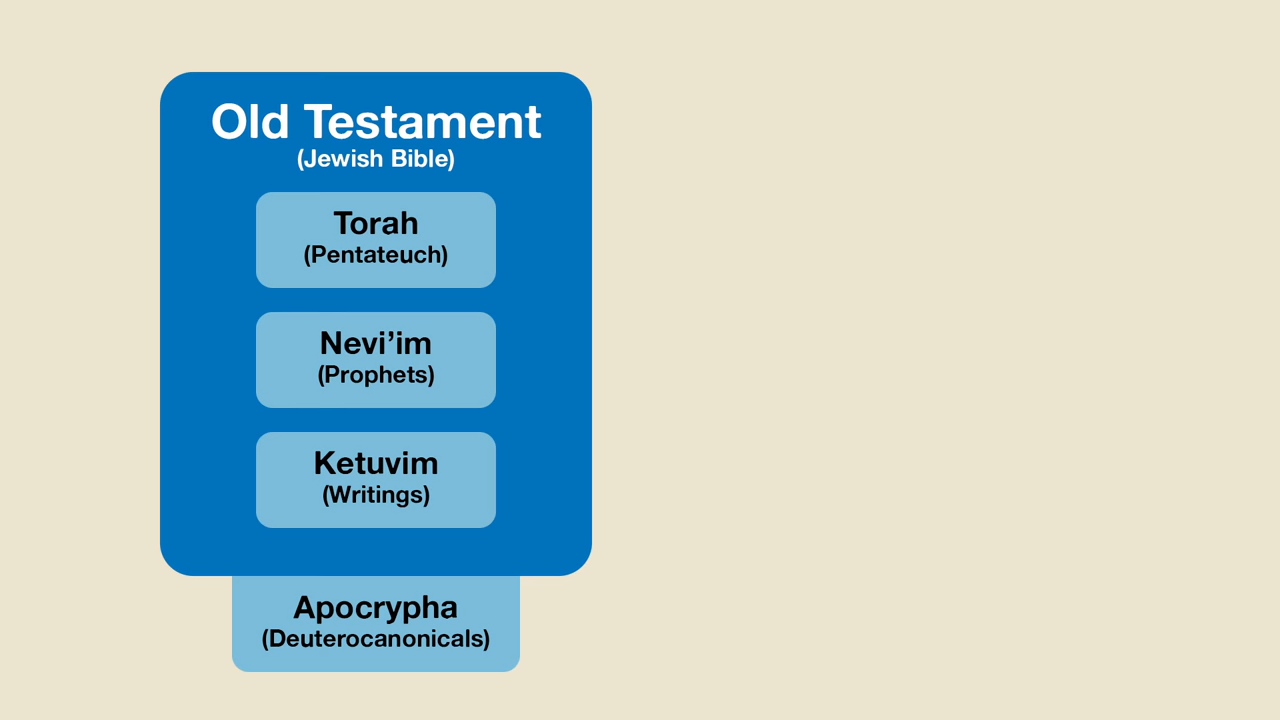 Old Testament
(Jewish Bible)
Torah
(Pentateuch)
Nevi’im
(Prophets)
Ketuvim
(Writings)
Apocrypha
(Deuterocanonicals)